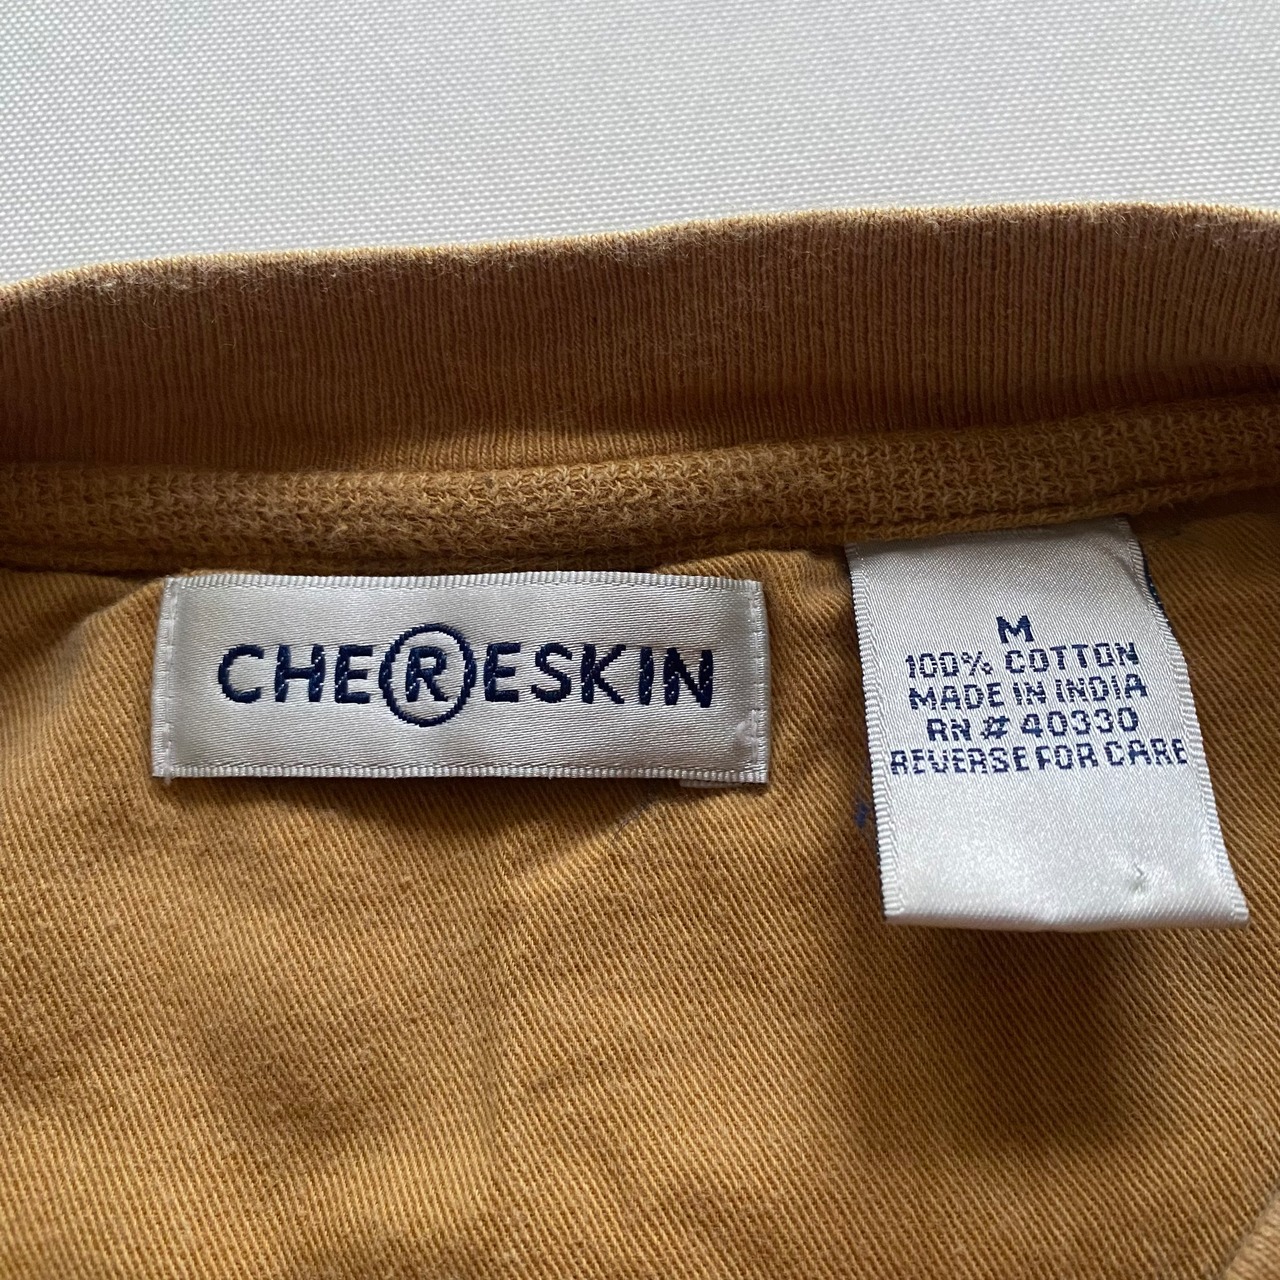 CHE®ESKIN
M
100% COTTON
MADE IN INDIA
RN # 40330
REVERSE FOR CARE